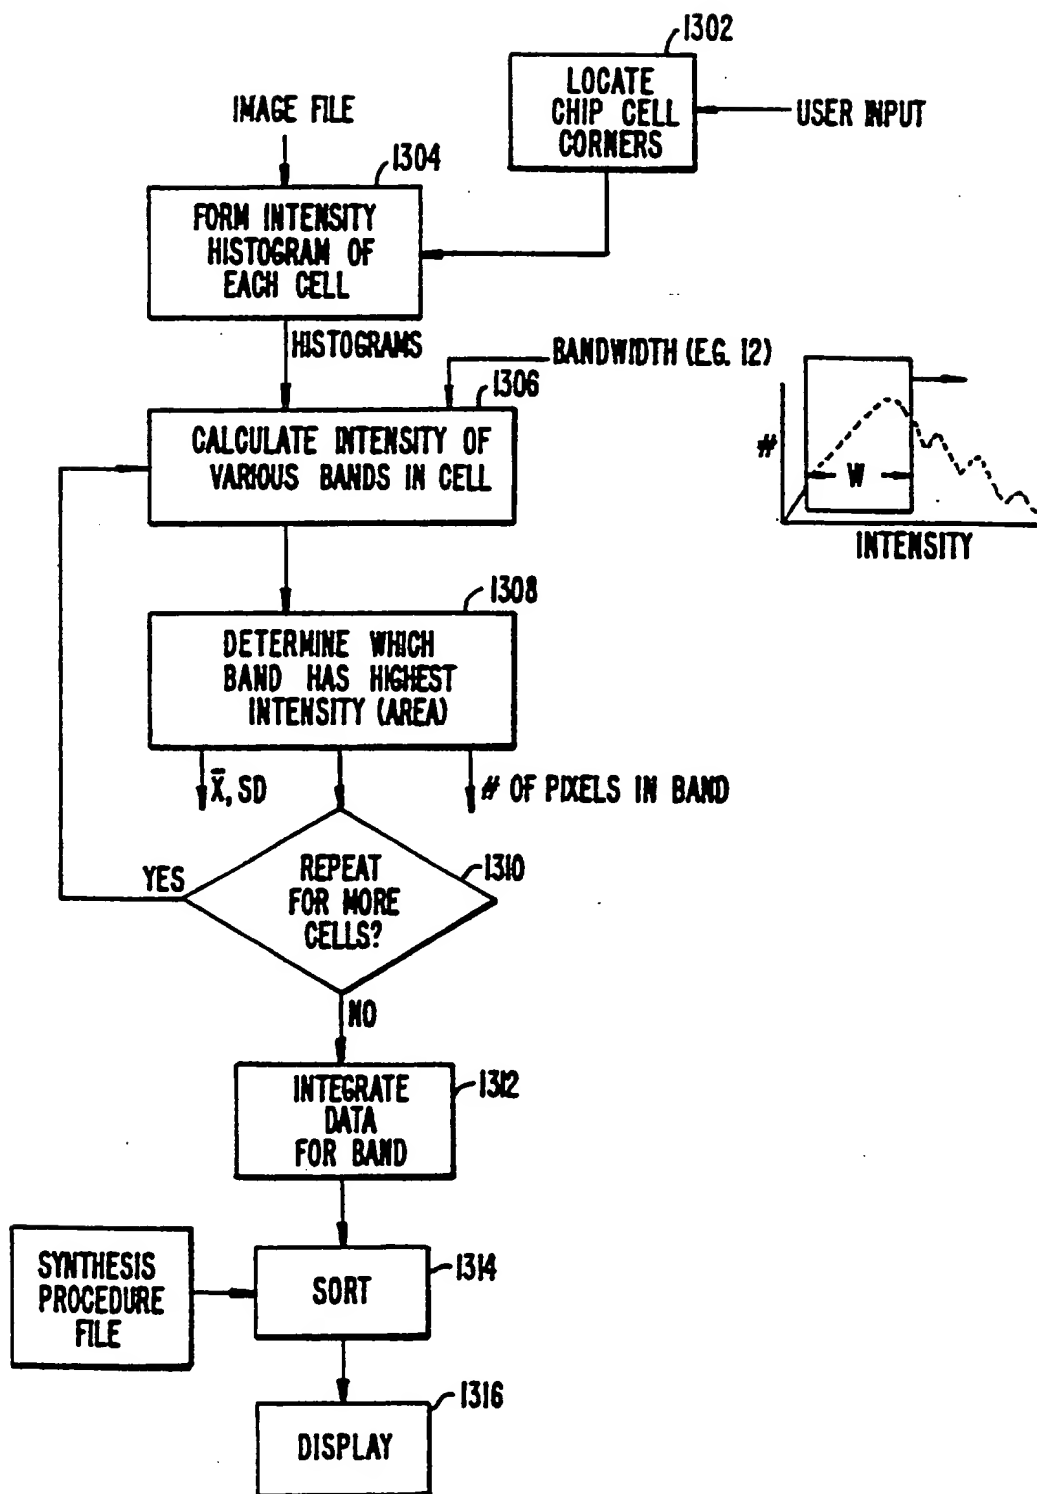 1302
LOCATE
CHIP CELL
CORNERS
USER INPUT
IMAGE FILE
1304
FORM INTENSITY
HISTOGRAM OF
EACH CELL
HISTOGRAMS
BANDWIDTH (E.G. 12)
1306
CALCULATE INTENSITY OF
VARIOUS BANDS IN CELL
#
W
INTENSITY
1308
DETERMINE WHICH
BAND HAS HIGHEST
INTENSITY (AREA)
X̄, SD
# OF PIXELS IN BAND
YES
REPEAT
FOR MORE
CELLS?
1310
NO
INTEGRATE
DATA
FOR BAND
1312
SYNTHESIS
PROCEDURE
FILE
SORT
1314
DISPLAY
1316